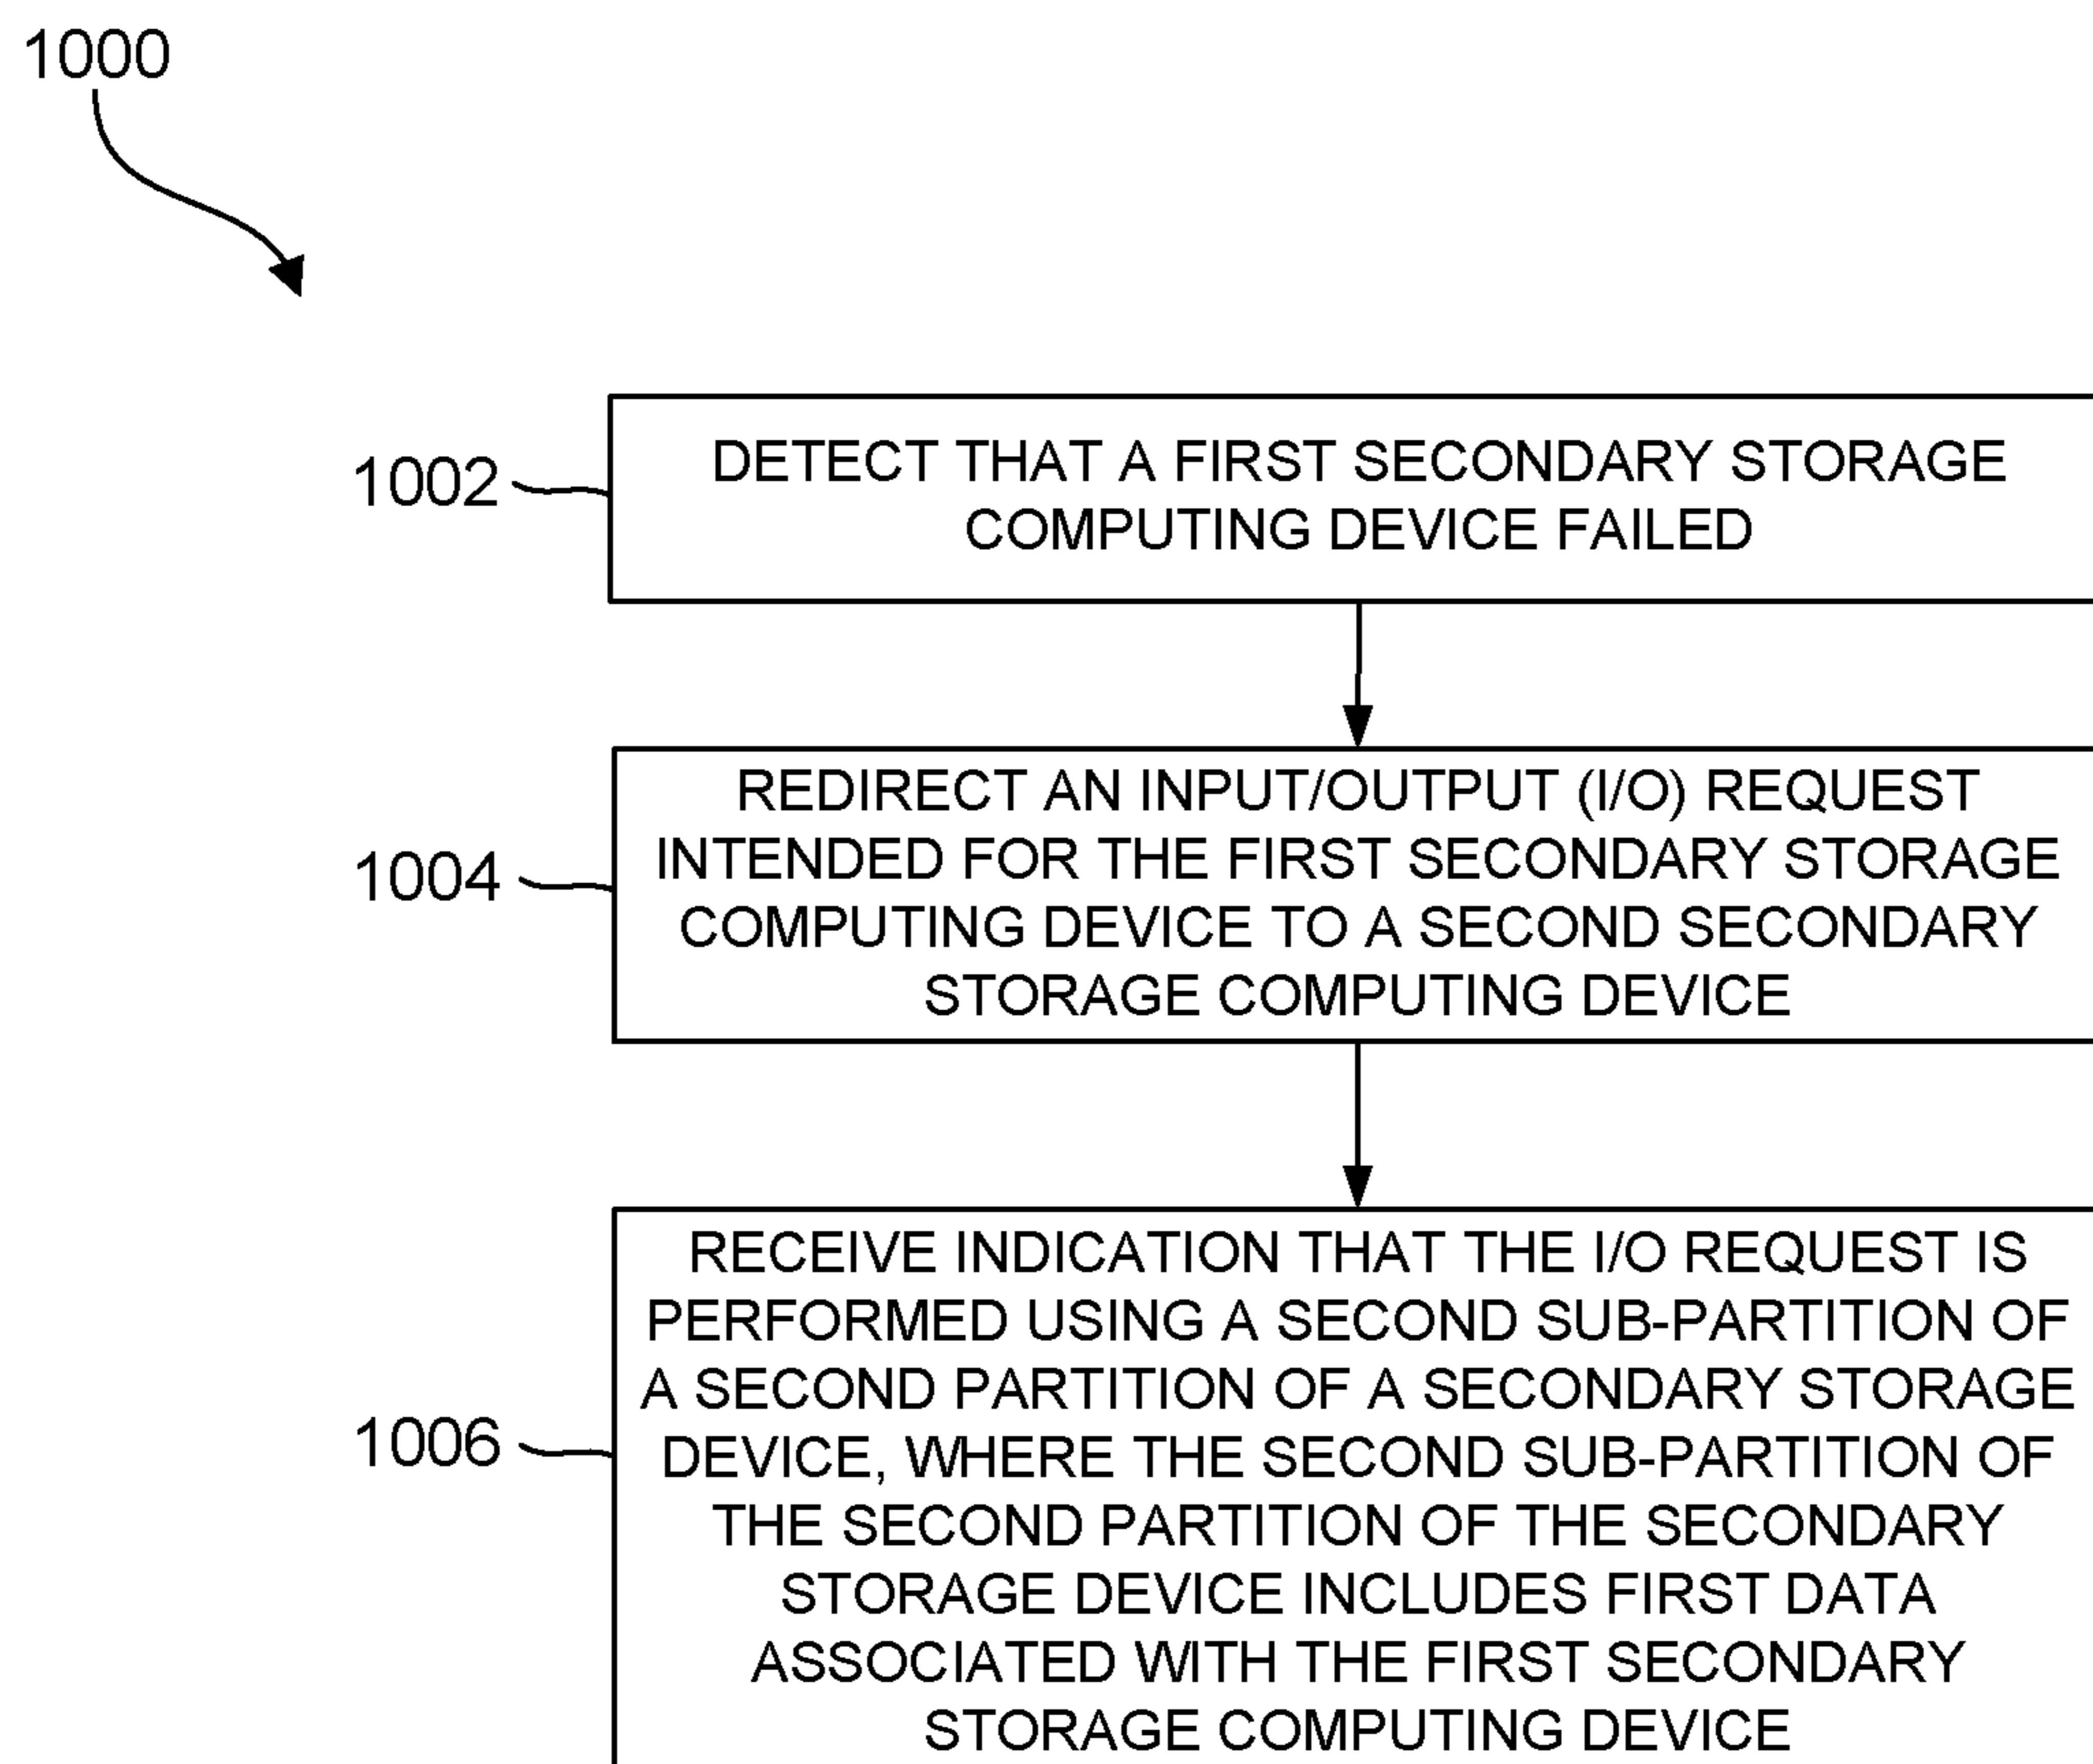 1000
1002
DETECT THAT A FIRST SECONDARY STORAGE
COMPUTING DEVICE FAILED
1004
REDIRECT AN INPUT/OUTPUT (I/O) REQUEST
INTENDED FOR THE FIRST SECONDARY STORAGE
COMPUTING DEVICE TO A SECOND SECONDARY
STORAGE COMPUTING DEVICE
1006
RECEIVE INDICATION THAT THE I/O REQUEST IS
PERFORMED USING A SECOND SUB-PARTITION OF
A SECOND PARTITION OF A SECONDARY STORAGE
DEVICE, WHERE THE SECOND SUB-PARTITION OF
THE SECOND PARTITION OF THE SECONDARY
STORAGE DEVICE INCLUDES FIRST DATA
ASSOCIATED WITH THE FIRST SECONDARY
STORAGE COMPUTING DEVICE